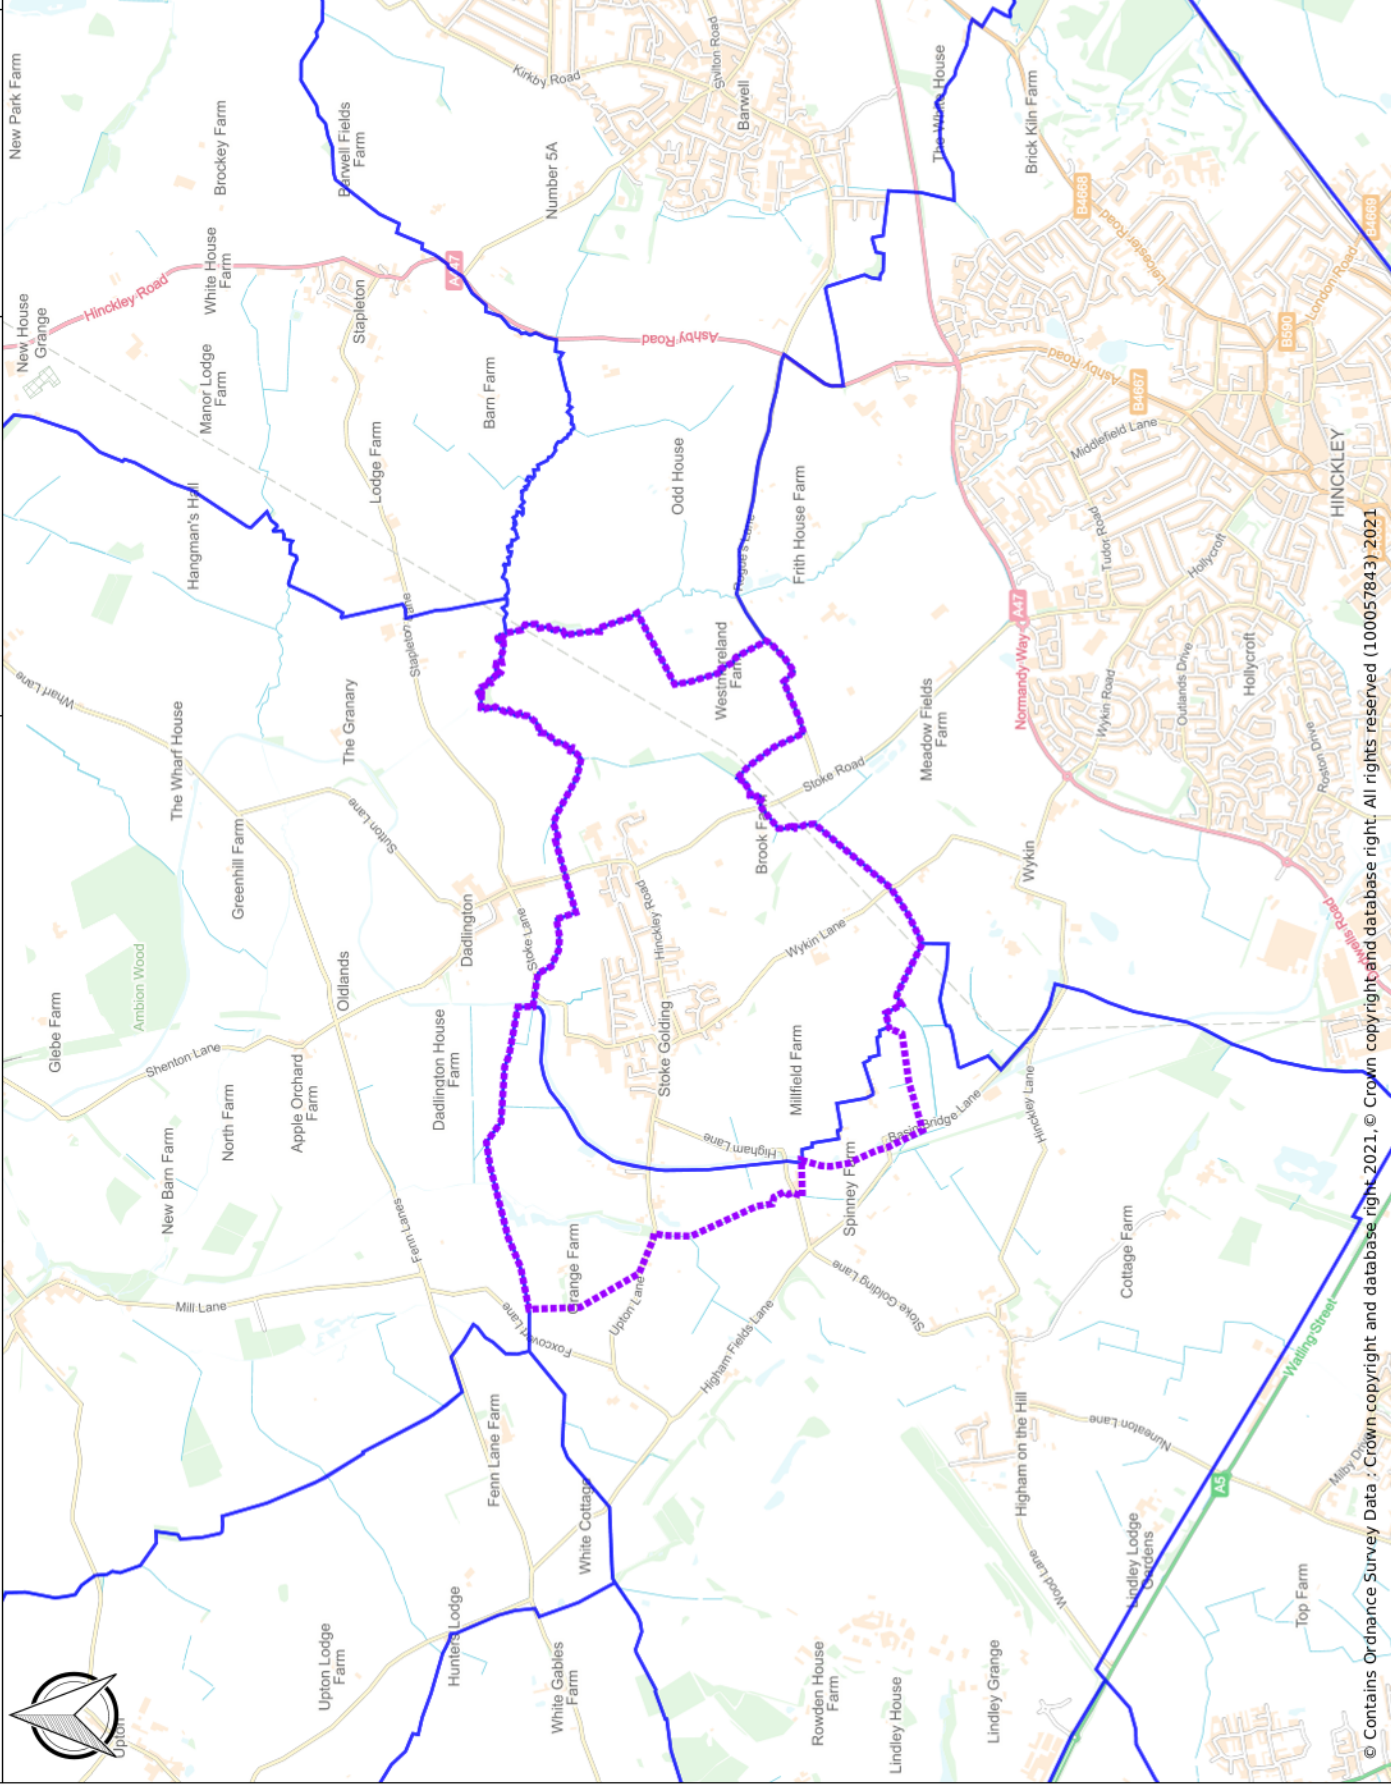 New Park Farm
Brockey Farm
Barwell Fields
Farm
Number 5A
Kirkby Road
Shilton Road
Barwell
The White House
Brick Kiln Farm
B4668
Leicester Road
B4669
London Road
B590
New House
Grange
Hinckley Road
White House
Farm
Stapleton
A447
Manor Lodge
Farm
Barn Farm
Ashby Road
Ashby Road
B4667
Middlefield Lane
HINCKLEY
Hangman's Hall
Lodge Farm
Odd House
Rogue's Lane
Frith House Farm
Tudor Road
Hollycroft
Stapleton Lane
A47
Normandy Way
Wharf Lane
The Wharf House
The Granary
Westmoreland
Farm
Meadow Fields
Farm
Wykin Road
Outlands Drive
Hollycroft
Roston Drive
Stoke Road
Greenhill Farm
Sutton Lane
Brook Farm
Wykin
Dadlington
Stoke Lane
Hinckley Road
Wykin Lane
Ambion Wood
Oldlands
Glebe Farm
Shenton Lane
Apple Orchard
Farm
Dadlington House
Farm
Stoke Golding
Millfield Farm
North Farm
New Barn Farm
Higham Lane
Basin Bridge Lane
Hinckley Lane
Fenn Lanes
Spinney Farm
Mill Lane
Grange Farm
Upton Lane
Foxcovert Lane
Stoke Golding Lane
Higham Fields Lane
Cottage Farm
Watling Street
Fenn Lane Farm
White Cottage
Higham on the Hill
Nuneaton Lane
A5
Wood Lane
Lindley Lodge
Gardens
Hunters Lodge
Upton Lodge
Farm
White Gables
Farm
Rowden House
Farm
Lindley House
Lindley Grange
Top Farm
Upton
© Contains Ordnance Survey Data : Crown copyright and database right 2021,© Crown copyright and database right. All rights reserved (100057843) 2021